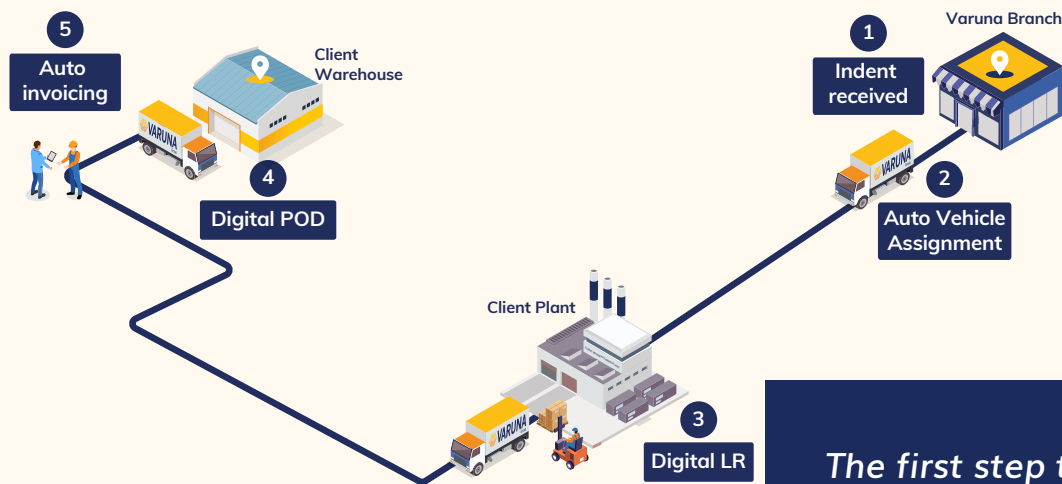 5
Auto
invoicing
Client
Warehouse
VARUNA
4
Digital POD
1
Indent
received
Varuna Branch
VARUNA
2
Auto Vehicle
Assignment
Client Plant
VARUNA
3
Digital LR
The first step t